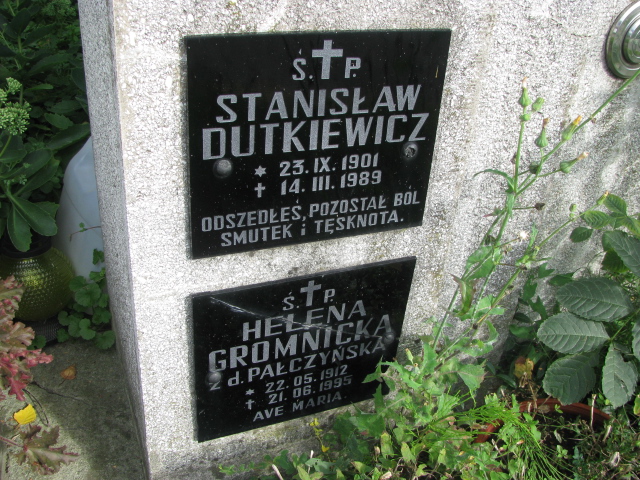 Ś. P.
STANISŁAW
DUTKIEWICZ
* 23. IX. 1901
† 14. III. 1989
ODSZEDŁEŚ, POZOSTAŁ BÓL
SMUTEK i TĘSKNOTA.
Ś. P.
HELENA
GROMNICKA
z d. PAŁCZYŃSKA
* 22. 05. 1912
† 21. 06. 1995
AVE MARIA.